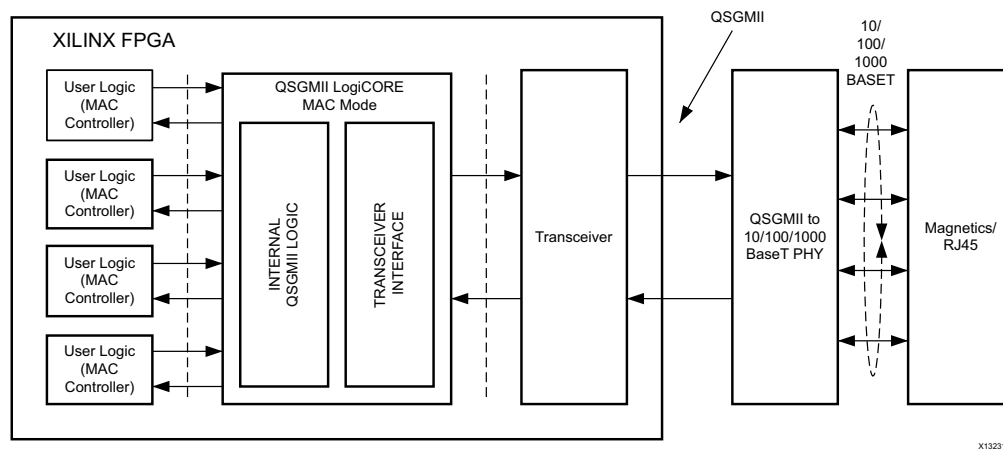 XILINX FPGA
User Logic
(MAC
Controller)
User Logic
(MAC
Controller)
User Logic
(MAC
Controller)
User Logic
(MAC
Controller)
QSGMII LogiCORE
MAC Mode
INTERNAL
QSGMII LOGIC
TRANSCEIVER
INTERFACE
Transceiver
QSGMII
QSGMII to
10/100/1000
BaseT PHY
10/
100/
1000
BASET
Magnetics/
RJ45